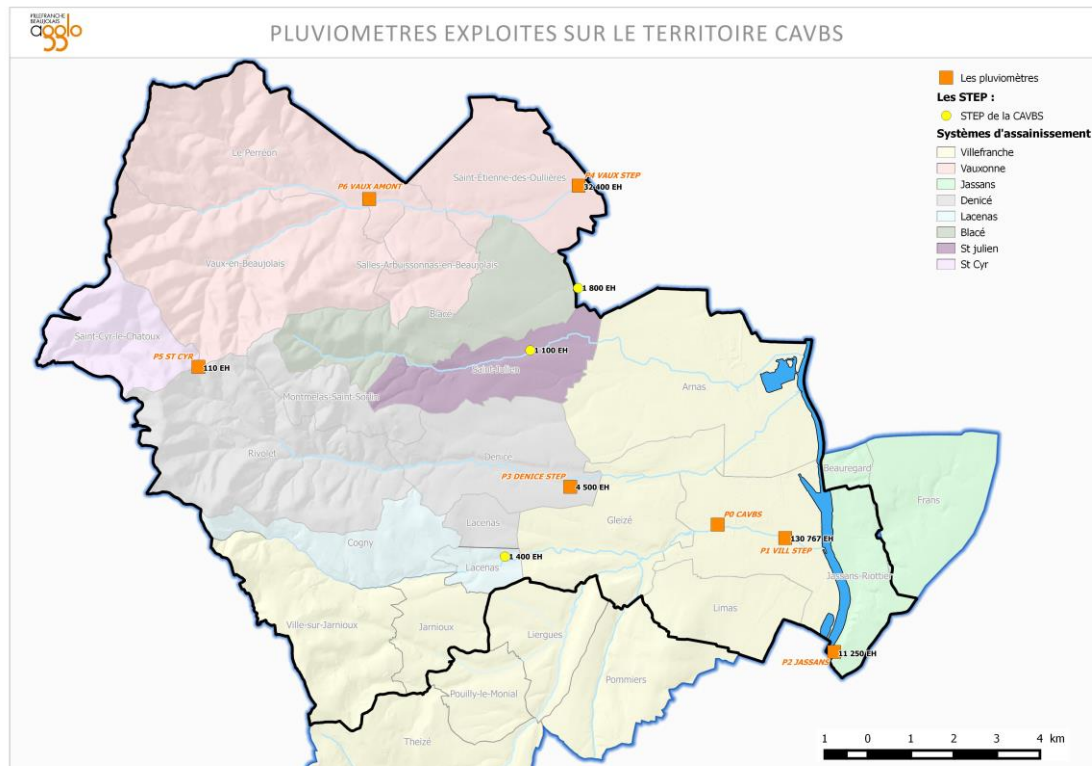 VILLEFRANCHE
BEAUJOLAIS
agglo
PLUVIOMETRES EXPLOITES SUR LE TERRITOIRE CAVBS
Les pluviomètres
Les STEP :
STEP de la CAVBS
Systèmes d'assainissement
Villefranche
Vauxonne
Jassans
Denicé
Lacenas
Blacé
St julien
St Cyr
Le Perréon
Saint-Étienne-des-Oullières
P4 VAUX STEP
32 400 EH
P6 VAUX AMONT
Vaux-en-Beaujolais
Salles-Arbuissonnas-en-Beaujolais
1 800 EH
Blacé
Saint-Cyr-le-Chatoux
P5 ST CYR
110 EH
1 100 EH
Saint-Julien
Arnas
Montmelas-Saint-Sorlin
Rivolet
Denice
P3 DENICE STEP
4 500 EH
Beauregard
Frans
Lacenas
Gleizé
P0 CAVBS
130 767 EH
P1 VILL STEP
Cogny
1 400 EH
Lacenas
Jassans-Riottier
Limas
Ville-sur-Jarnioux
Jarnioux
Liergues
P2 JASSANS
11 250 EH
Pommiers
Pouilly-le-Monial
Theizé
1 0 1 2 3 4 km